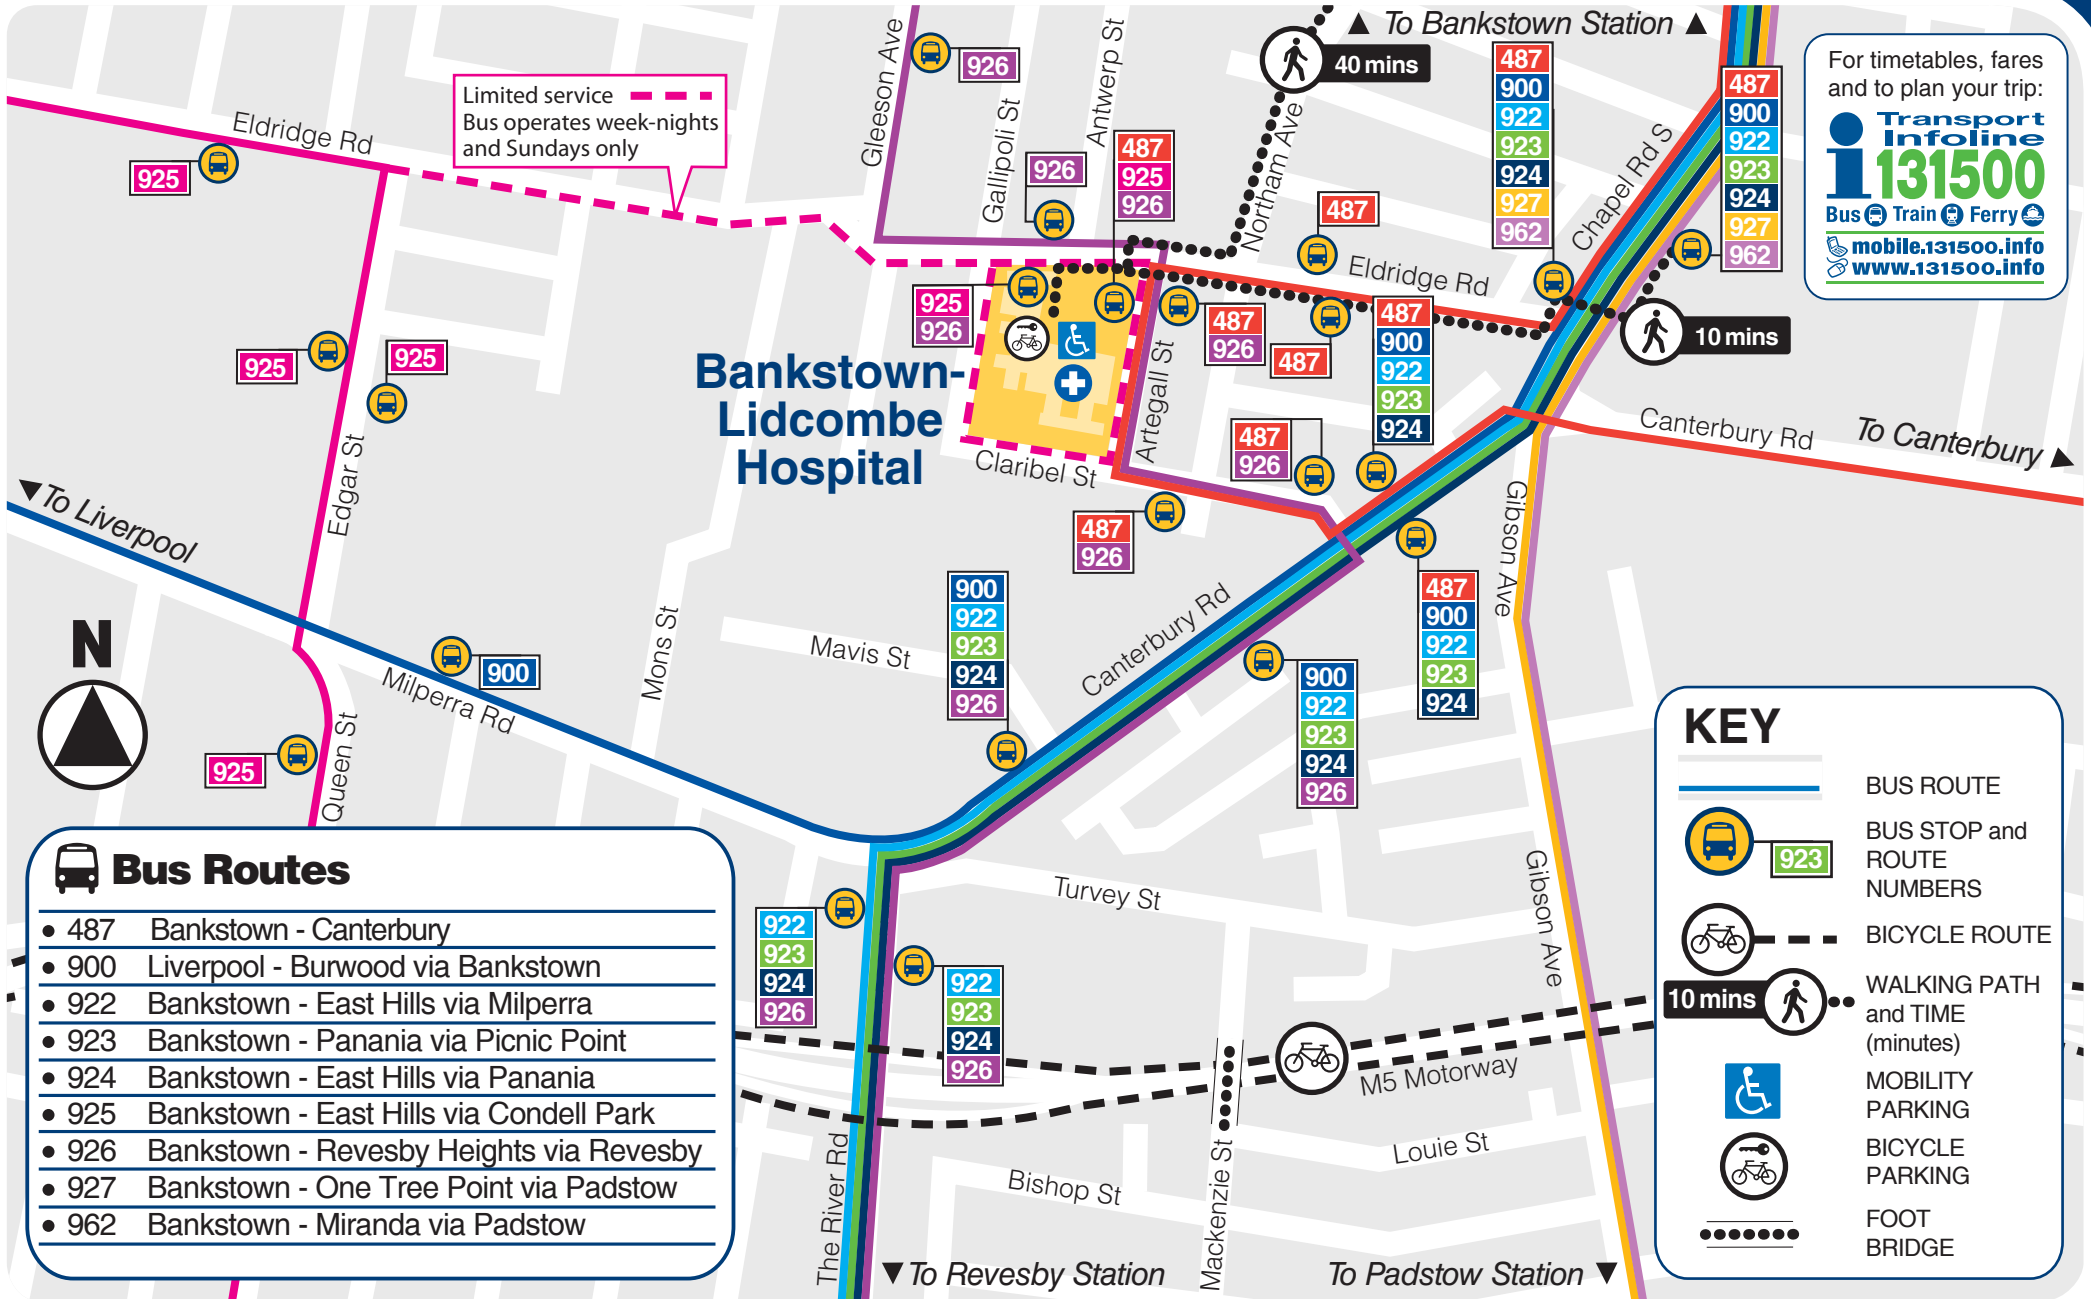 ▲ To Bankstown Station ▲
40 mins
Gleeson Ave
926
Gallipoli St
Antwerp St
Northam Ave
Chapel Rd S
Limited service
Bus operates week-nights
and Sundays only
Eldridge Rd
925
926
487
925
926
487
487
900
922
923
924
927
962
487
900
922
923
924
927
962
For timetables, fares
and to plan your trip:
Transport
Infoline
131500
Bus Train Ferry
mobile.131500.info
www.131500.info
Eldridge Rd
10 mins
925
926
487
926
487
487
900
922
923
924
925
925
Bankstown-
Lidcombe
Hospital
Artegall St
Claribel St
487
926
487
926
Canterbury Rd
To Canterbury ▶
Edgar St
◀ To Liverpool
Gibson Ave
N
Mons St
Mavis St
Canterbury Rd
900
922
923
924
926
487
900
922
923
924
900
922
923
924
926
900
Milperra Rd
925
Queen St
Turvey St
Gibson Ave
922
923
924
926
922
923
924
926
M5 Motorway
Louie St
Bishop St
Mackenzie St
The River Rd
▼ To Revesby Station
To Padstow Station ▼
Bus Routes
• 487 Bankstown - Canterbury
• 900 Liverpool - Burwood via Bankstown
• 922 Bankstown - East Hills via Milperra
• 923 Bankstown - Panania via Picnic Point
• 924 Bankstown - East Hills via Panania
• 925 Bankstown - East Hills via Condell Park
• 926 Bankstown - Revesby Heights via Revesby
• 927 Bankstown - One Tree Point via Padstow
• 962 Bankstown - Miranda via Padstow
KEY
BUS ROUTE
923
BUS STOP and
ROUTE
NUMBERS
BICYCLE ROUTE
10 mins
WALKING PATH
and TIME
(minutes)
MOBILITY
PARKING
BICYCLE
PARKING
FOOT
BRIDGE